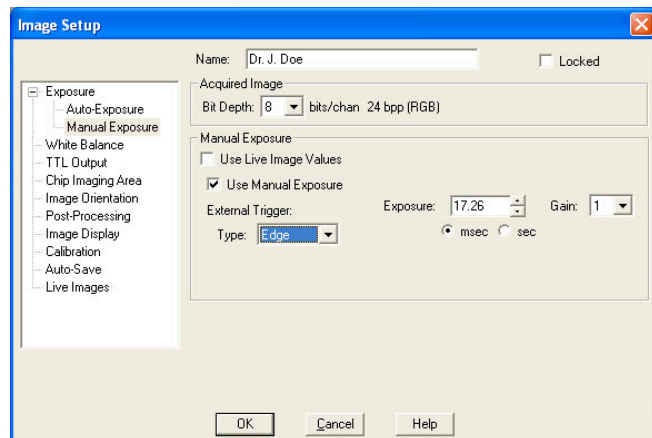 Image Setup
Name: Dr. J. Doe Locked
Exposure
Auto-Exposure
Manual Exposure
White Balance
TTL Output
Chip Imaging Area
Image Orientation
Post-Processing
Image Display
Calibration
Auto-Save
Live Images
Acquired Image
Bit Depth: 8 bits/chan 24 bpp (RGB)
Manual Exposure
Use Live Image Values
Use Manual Exposure
External Trigger: Exposure: 17.26 Gain: 1
Type: Edge msec sec
OK Cancel Help